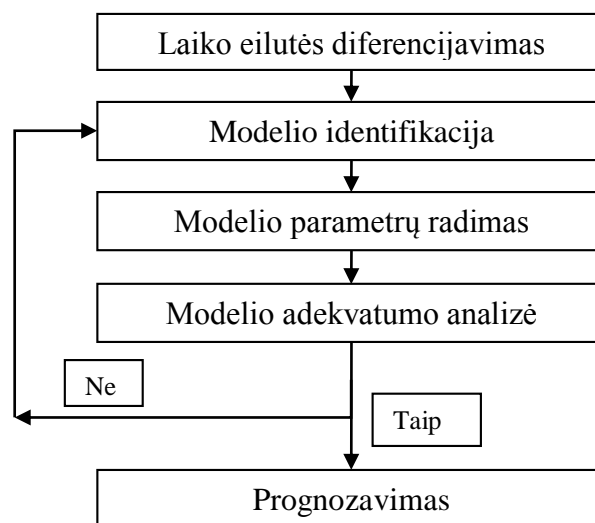 Laiko eilutės diferencijavimas
Modelio identifikacija
Modelio parametrų radimas
Modelio adekvatumo analizė
Ne
Taip
Prognozavimas